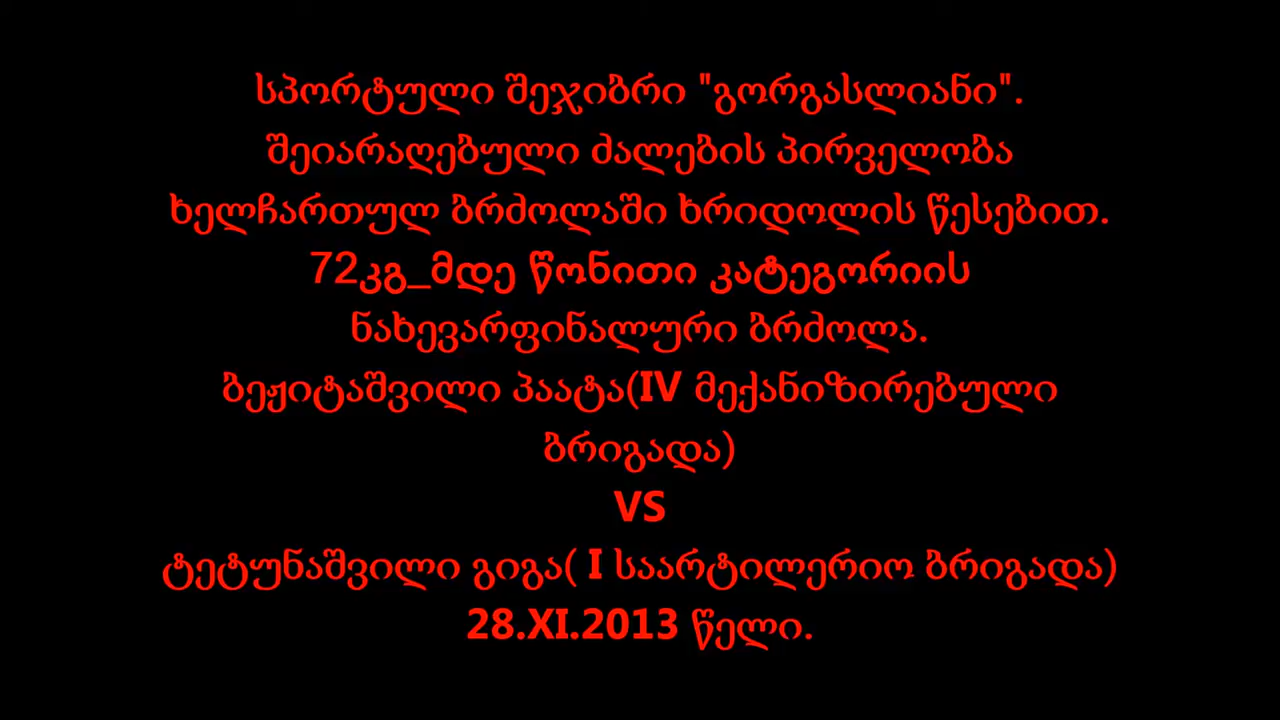 სპორტული შეჯიბრი "გორგასლიანი".
შეიარაღებული ძალების პირველობა
ხელჩართულ ბრძოლაში ხრიდოლის წესებით.
72კგ_მდე წონითი კატეგორიის
ნახევარფინალური ბრძოლა.
ბეჟიტაშვილი პაატა(IV მექანიზირებული
ბრიგადა)
VS
ტეტუნაშვილი გიგა( I საარტილერიო ბრიგადა)
28.XI.2013 წელი.